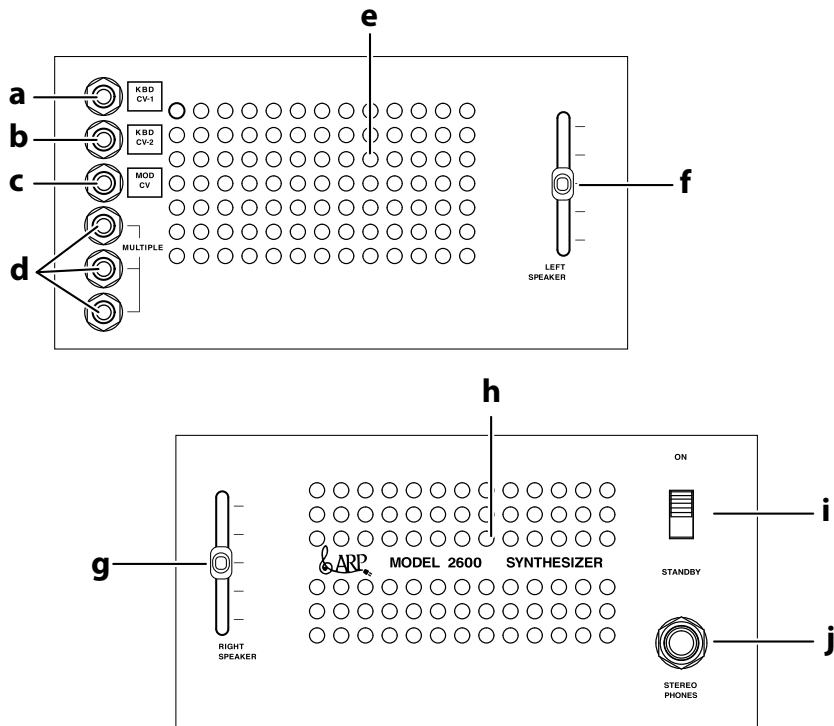 e
a
KBD
CV-1
b
KBD
CV-2
c
MOD
CV
d
MULTIPLE
f
LEFT
SPEAKER
h
ON
i
g
ARP MODEL 2600 SYNTHESIZER
STANDBY
RIGHT
SPEAKER
j
STEREO
PHONES